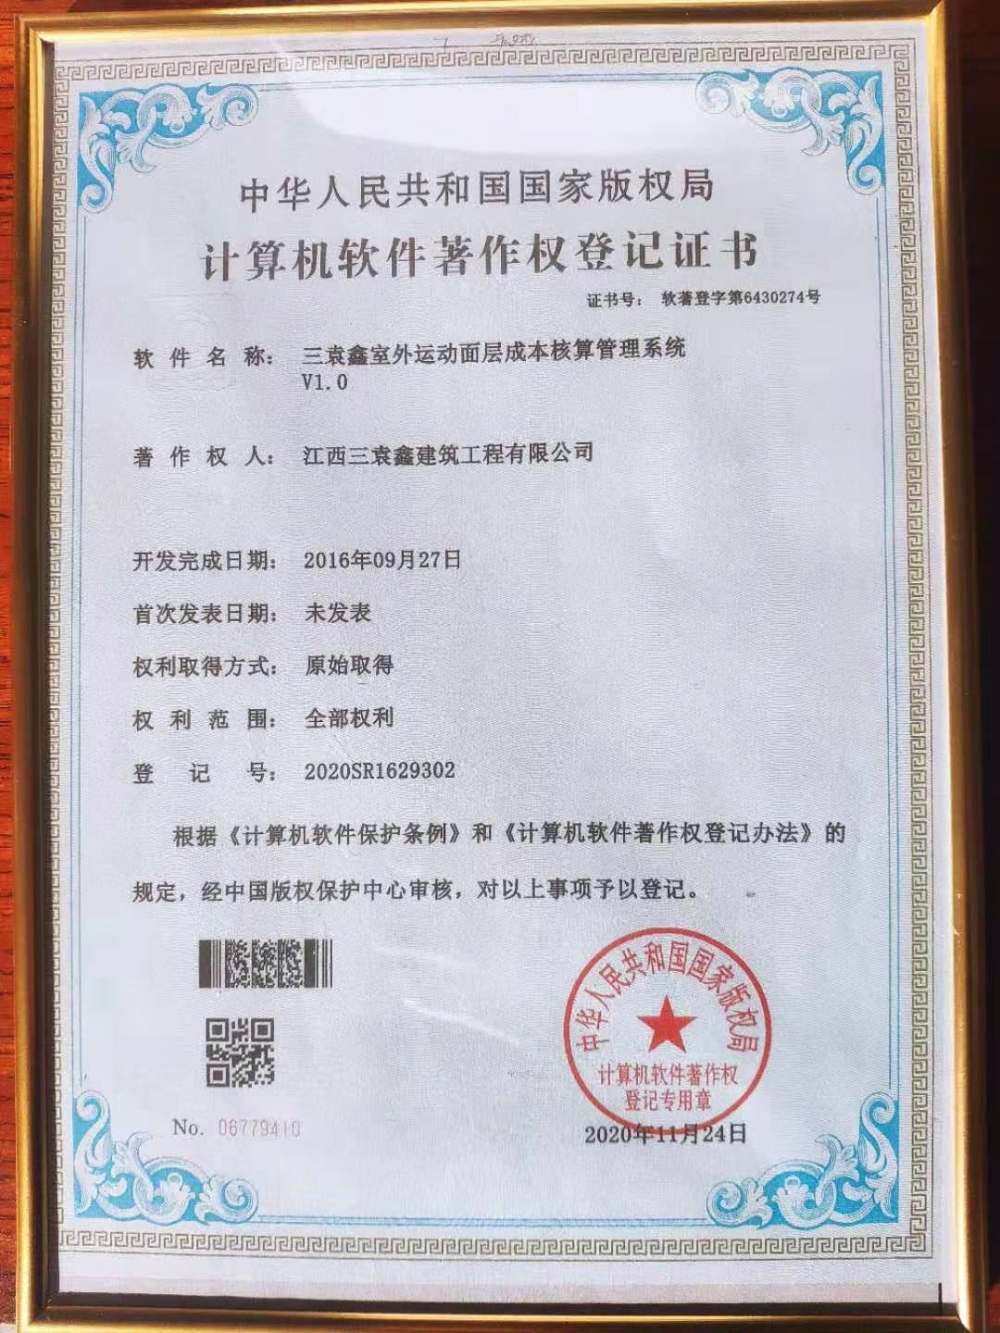 中华人民共和国国家版权局
计算机软件著作权登记证书
证书号： 软著登字第6430274号
软件名称： 三袁鑫室外运动面层成本核算管理系统
V1.0
著作权人： 江西三袁鑫建筑工程有限公司
开发完成日期： 2016年09月27日
首次发表日期： 未发表
权利取得方式： 原始取得
权利范围： 全部权利
登记号： 2020SR1629302
根据《计算机软件保护条例》和《计算机软件著作权登记办法》的
规定，经中国版权保护中心审核，对以上事项予以登记。
中华人民共和国国家版权局
计算机软件著作权
登记专用章
No. 06779410
2020年11月24日